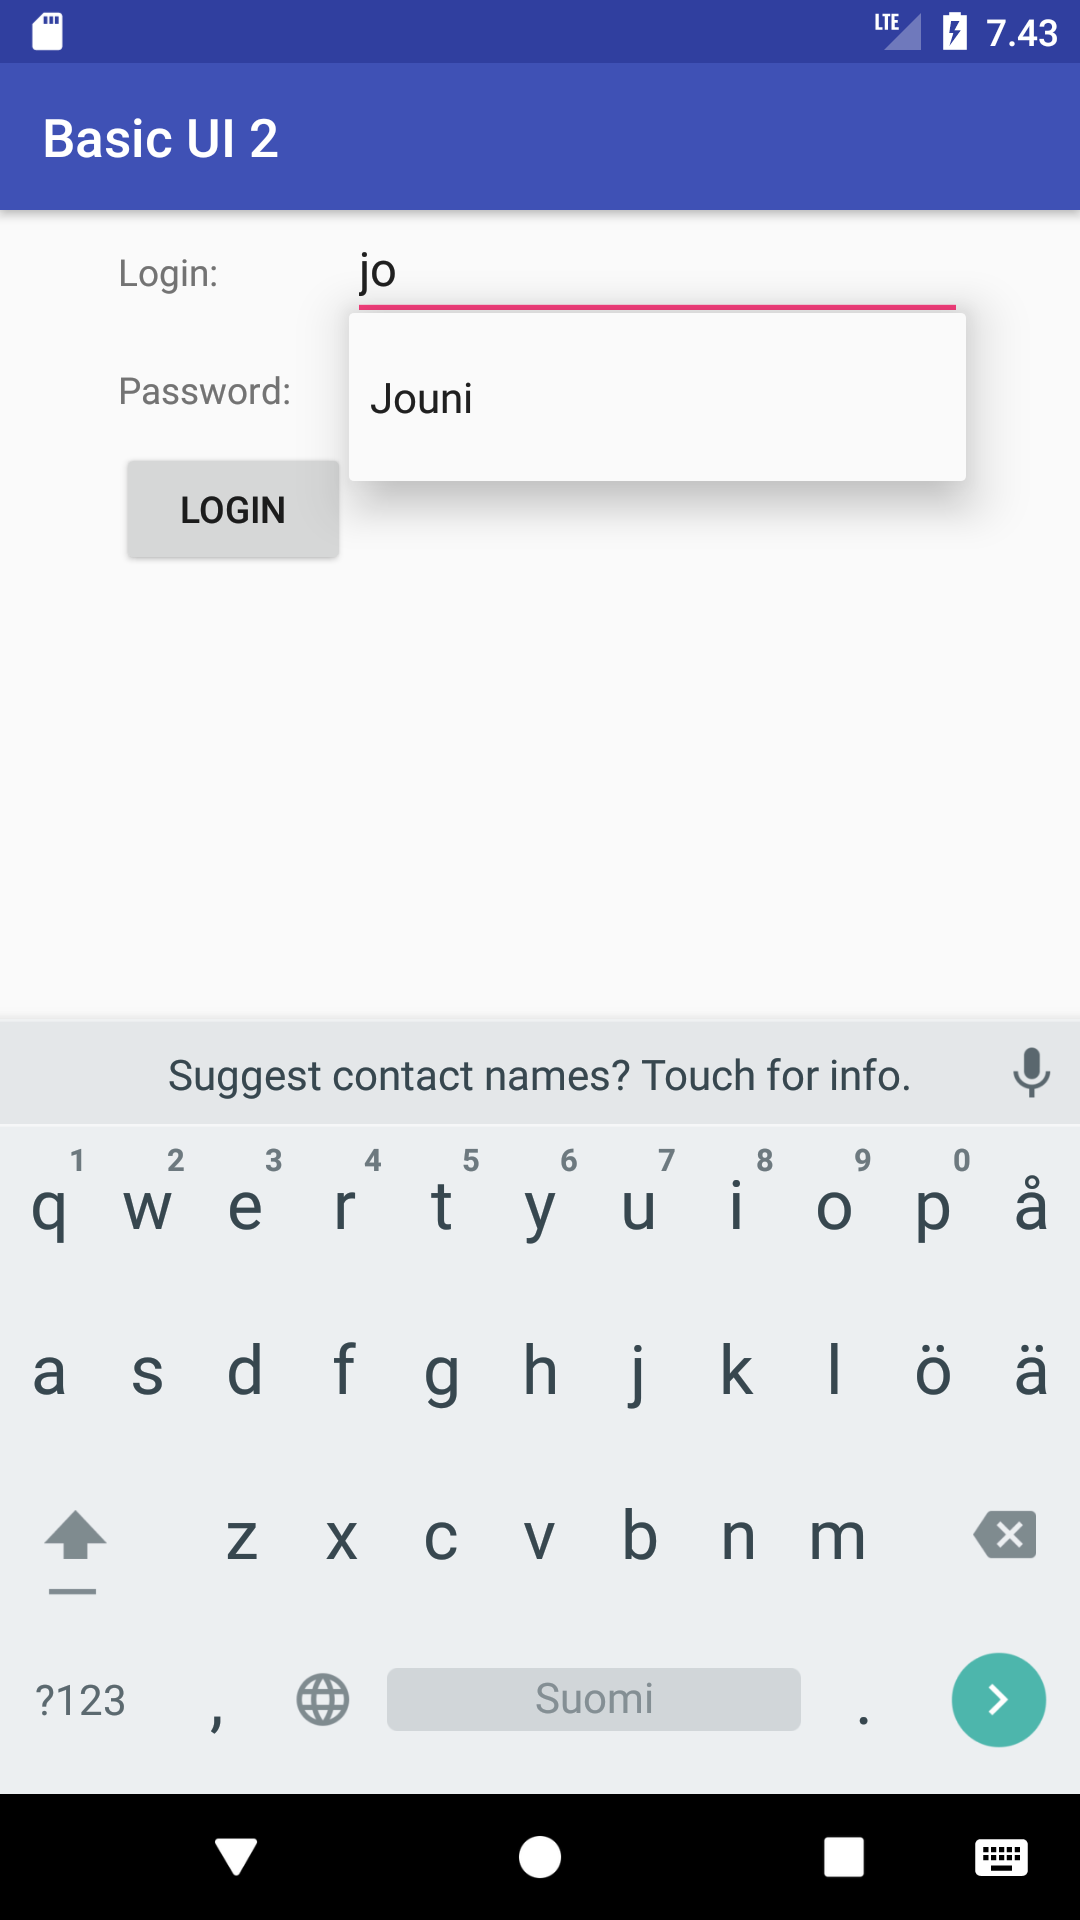 LTE 7.43
Basic UI 2
Login: jo
Jouni
Password:
LOGIN
Suggest contact names? Touch for info.
1 2 3 4 5 6 7 8 9 0
q w e r t y u i o p å
a s d f g h j k l ö ä
z x c v b n m
?123 , Suomi .